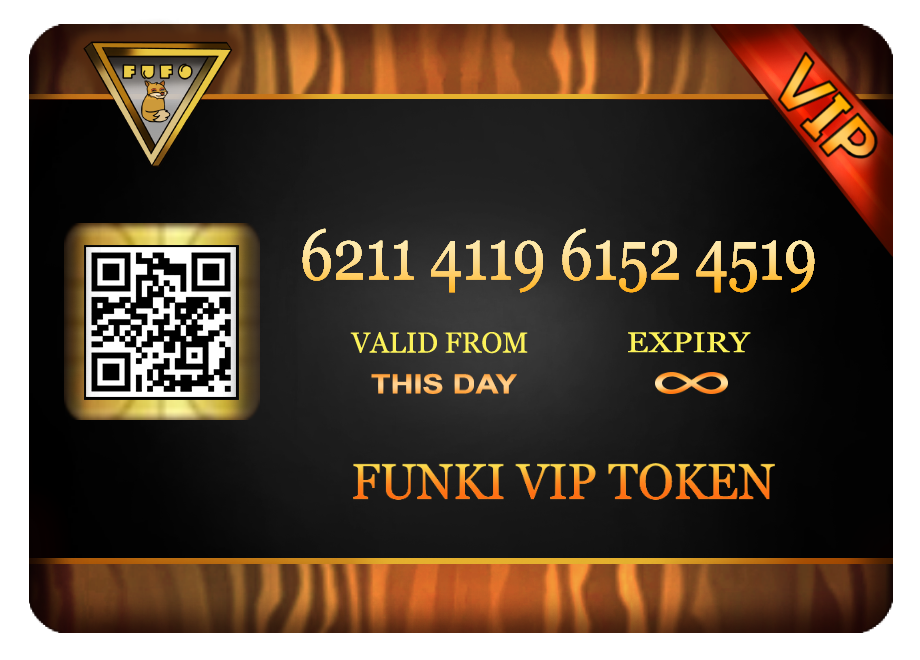 FUFO
VIP
6211 4119 6152 4519
VALID FROM
EXPIRY
THIS DAY
∞
FUNKI VIP TOKEN